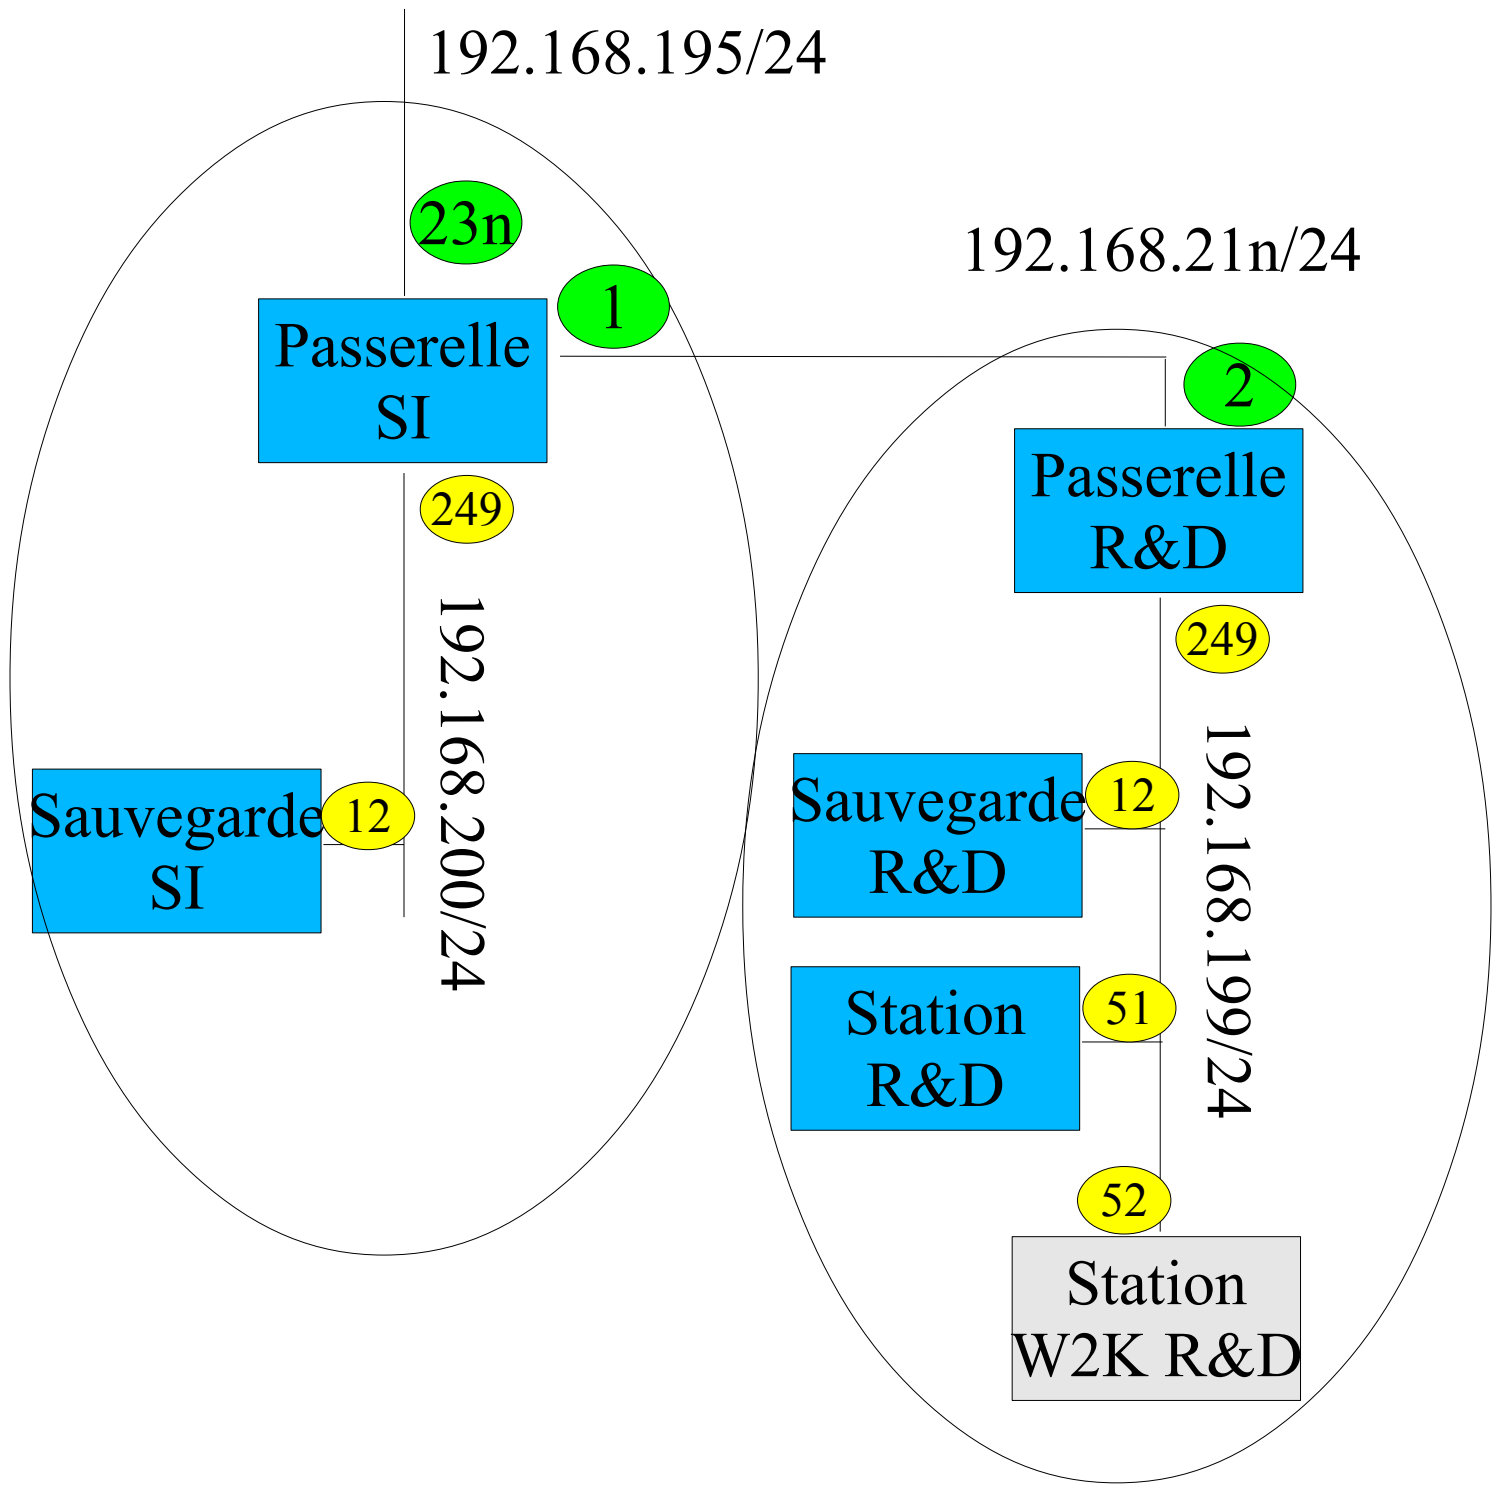 192.168.195/24
23n
1
Passerelle
SI
249
192.168.200/24
Sauvegarde
SI
12
192.168.21n/24
2
Passerelle
R&D
249
192.168.199/24
Sauvegarde
R&D
12
Station
R&D
51
52
Station
W2K R&D